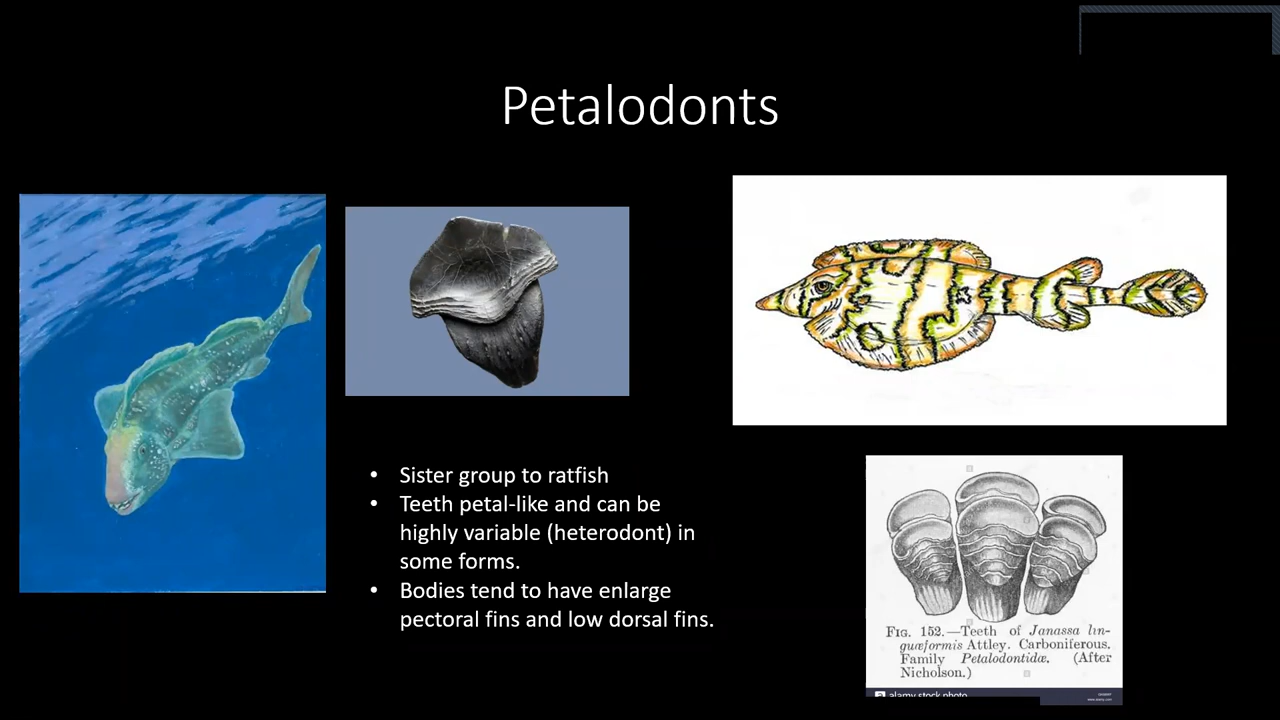 Petalodonts
• Sister group to ratfish
• Teeth petal-like and can be
highly variable (heterodont) in
some forms.
• Bodies tend to have enlarge
pectoral fins and low dorsal fins.
FIG. 152.—Teeth of Janassa lin-
guæformis Attley. Carboniferous.
Family Petalodontidæ. (After
Nicholson.)
a alamy stock photo